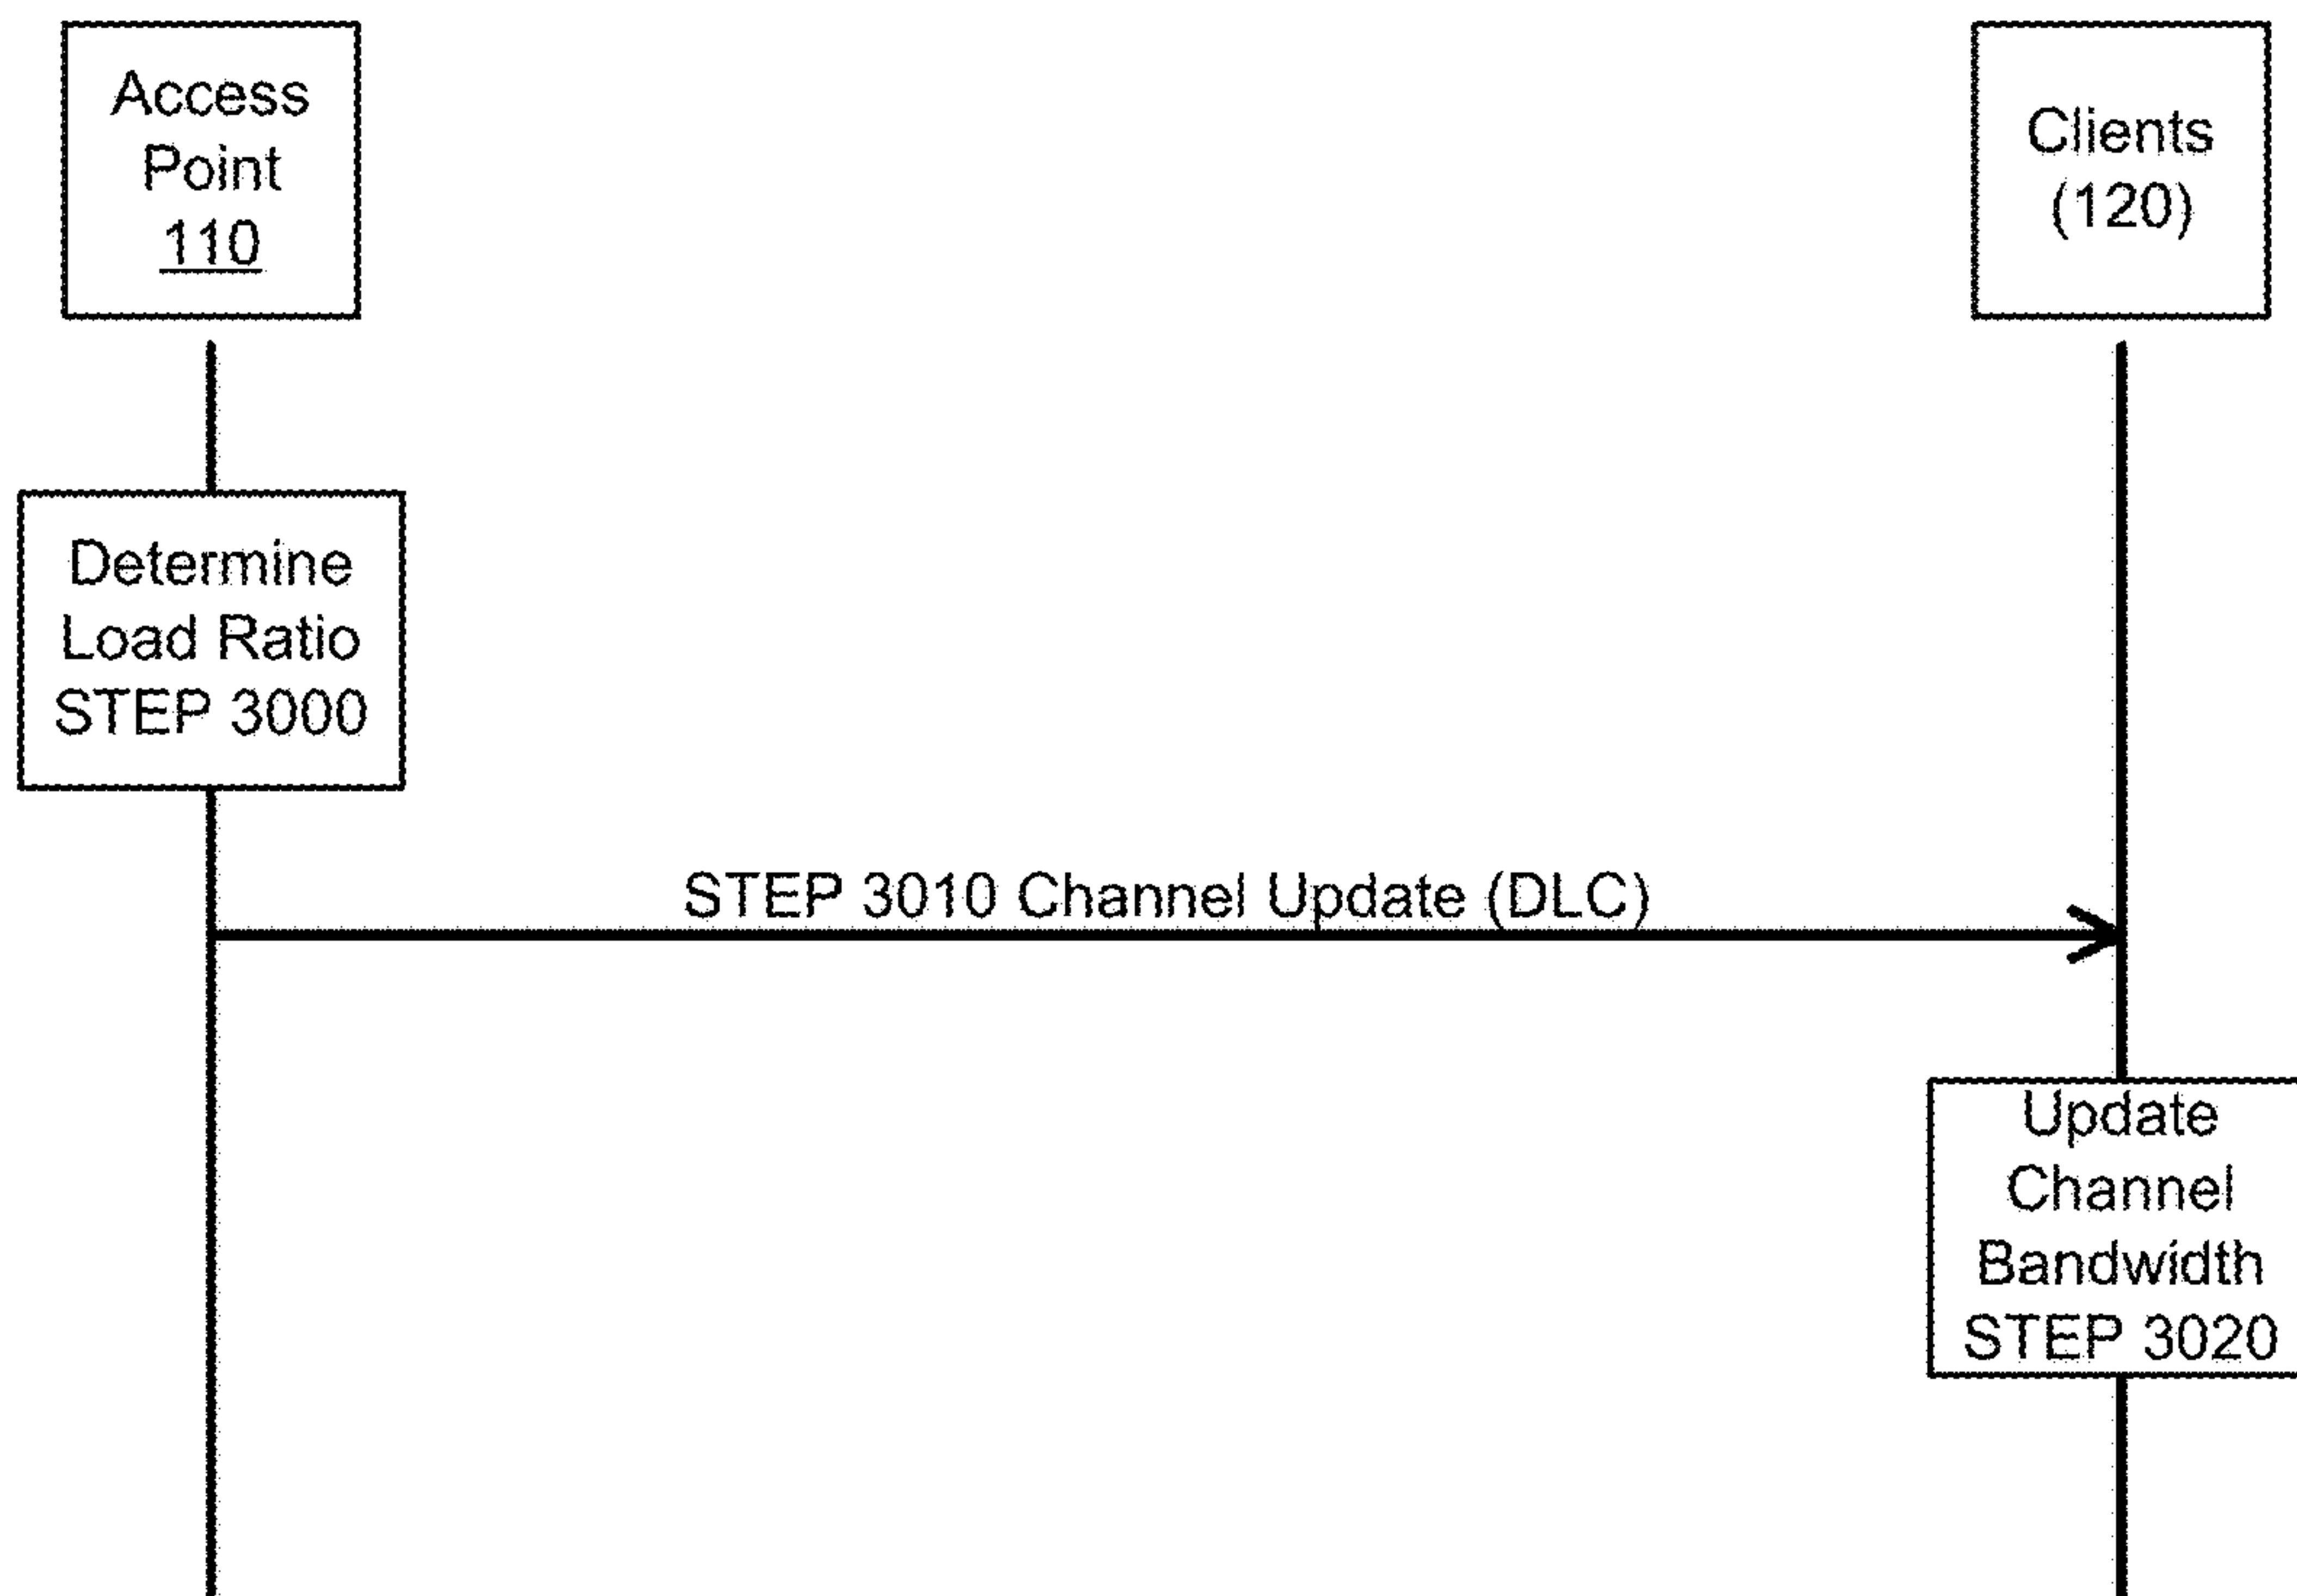 Access
Point
110
Clients
(120)
Determine
Load Ratio
STEP 3000
STEP 3010 Channel Update (DLC)
Update
Channel
Bandwidth
STEP 3020